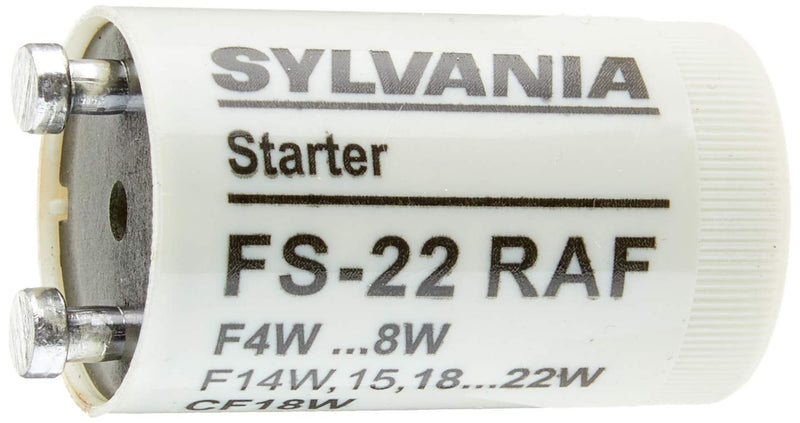 SYLVANIA
Starter
FS-22 RAF
F4W ...8W
F14W,15,18...22W
CF18W